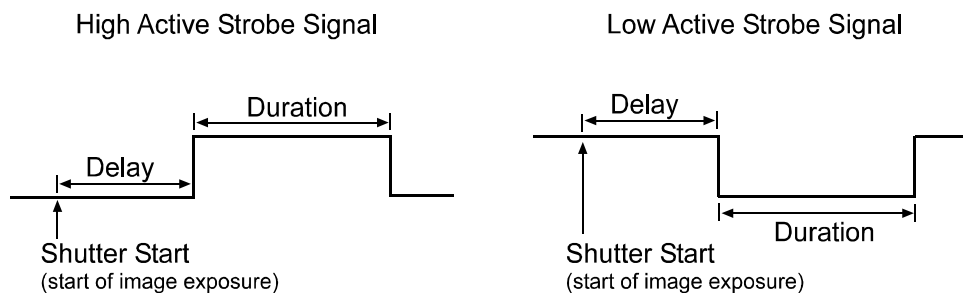 High Active Strobe Signal
Duration
Delay
Shutter Start
(start of image exposure)
Low Active Strobe Signal
Delay
Duration
Shutter Start
(start of image exposure)